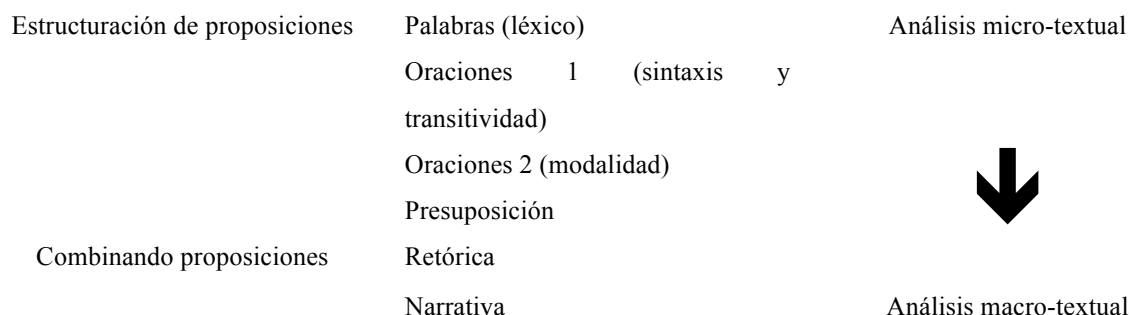 Estructuración de proposiciones Palabras (léxico) Análisis micro-textual
Oraciones 1 (sintaxis y
transitividad)
Oraciones 2 (modalidad)
Presuposición
Combinando proposiciones Retórica
Narrativa Análisis macro-textual